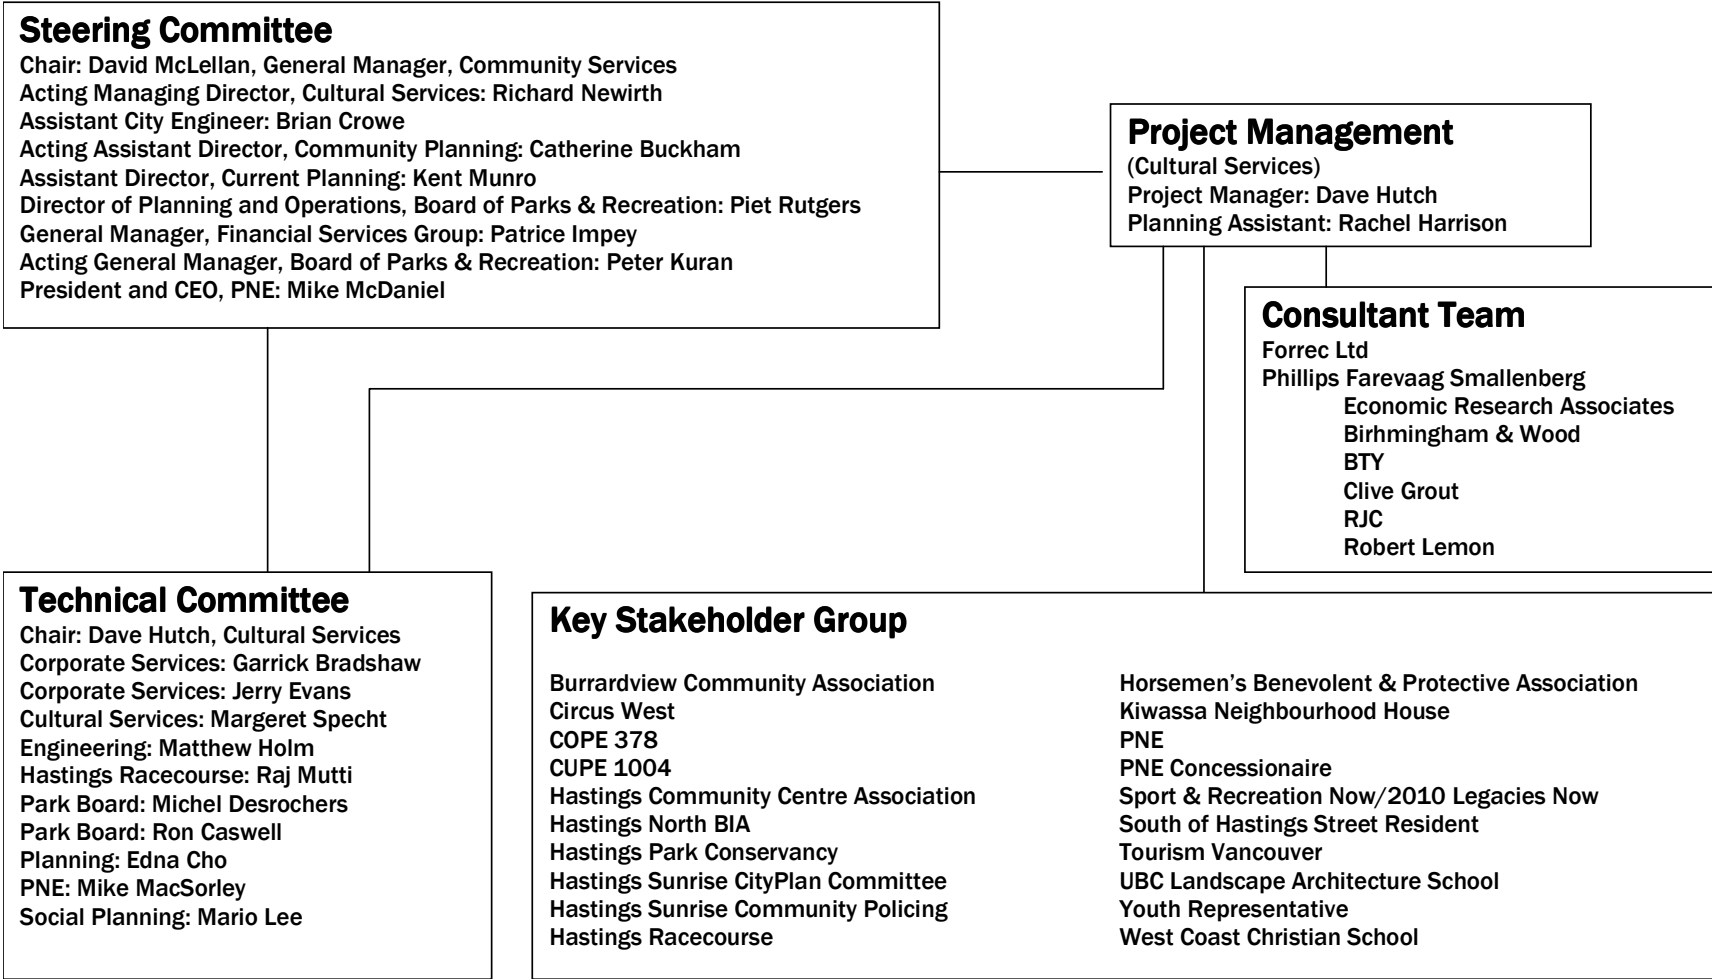 Steering Committee
Chair: David McLellan, General Manager, Community Services
Acting Managing Director, Cultural Services: Richard Newirth
Assistant City Engineer: Brian Crowe
Acting Assistant Director, Community Planning: Catherine Buckham
Assistant Director, Current Planning: Kent Munro
Director of Planning and Operations, Board of Parks & Recreation: Piet Rutgers
General Manager, Financial Services Group: Patrice Impey
Acting General Manager, Board of Parks & Recreation: Peter Kuran
President and CEO, PNE: Mike McDaniel
Project Management
(Cultural Services)
Project Manager: Dave Hutch
Planning Assistant: Rachel Harrison
Consultant Team
Forrec Ltd
Phillips Farevaag Smallenberg
Economic Research Associates
Birhmingham & Wood
BTY
Clive Grout
RJC
Robert Lemon
Technical Committee
Chair: Dave Hutch, Cultural Services
Corporate Services: Garrick Bradshaw
Corporate Services: Jerry Evans
Cultural Services: Margeret Specht
Engineering: Matthew Holm
Hastings Racecourse: Raj Mutti
Park Board: Michel Desrochers
Park Board: Ron Caswell
Planning: Edna Cho
PNE: Mike MacSorley
Social Planning: Mario Lee
Key Stakeholder Group
Burrardview Community Association
Circus West
COPE 378
CUPE 1004
Hastings Community Centre Association
Hastings North BIA
Hastings Park Conservancy
Hastings Sunrise CityPlan Committee
Hastings Sunrise Community Policing
Hastings Racecourse
Horsemen's Benevolent & Protective Association
Kiwassa Neighbourhood House
PNE
PNE Concessionaire
Sport & Recreation Now/2010 Legacies Now
South of Hastings Street Resident
Tourism Vancouver
UBC Landscape Architecture School
Youth Representative
West Coast Christian School